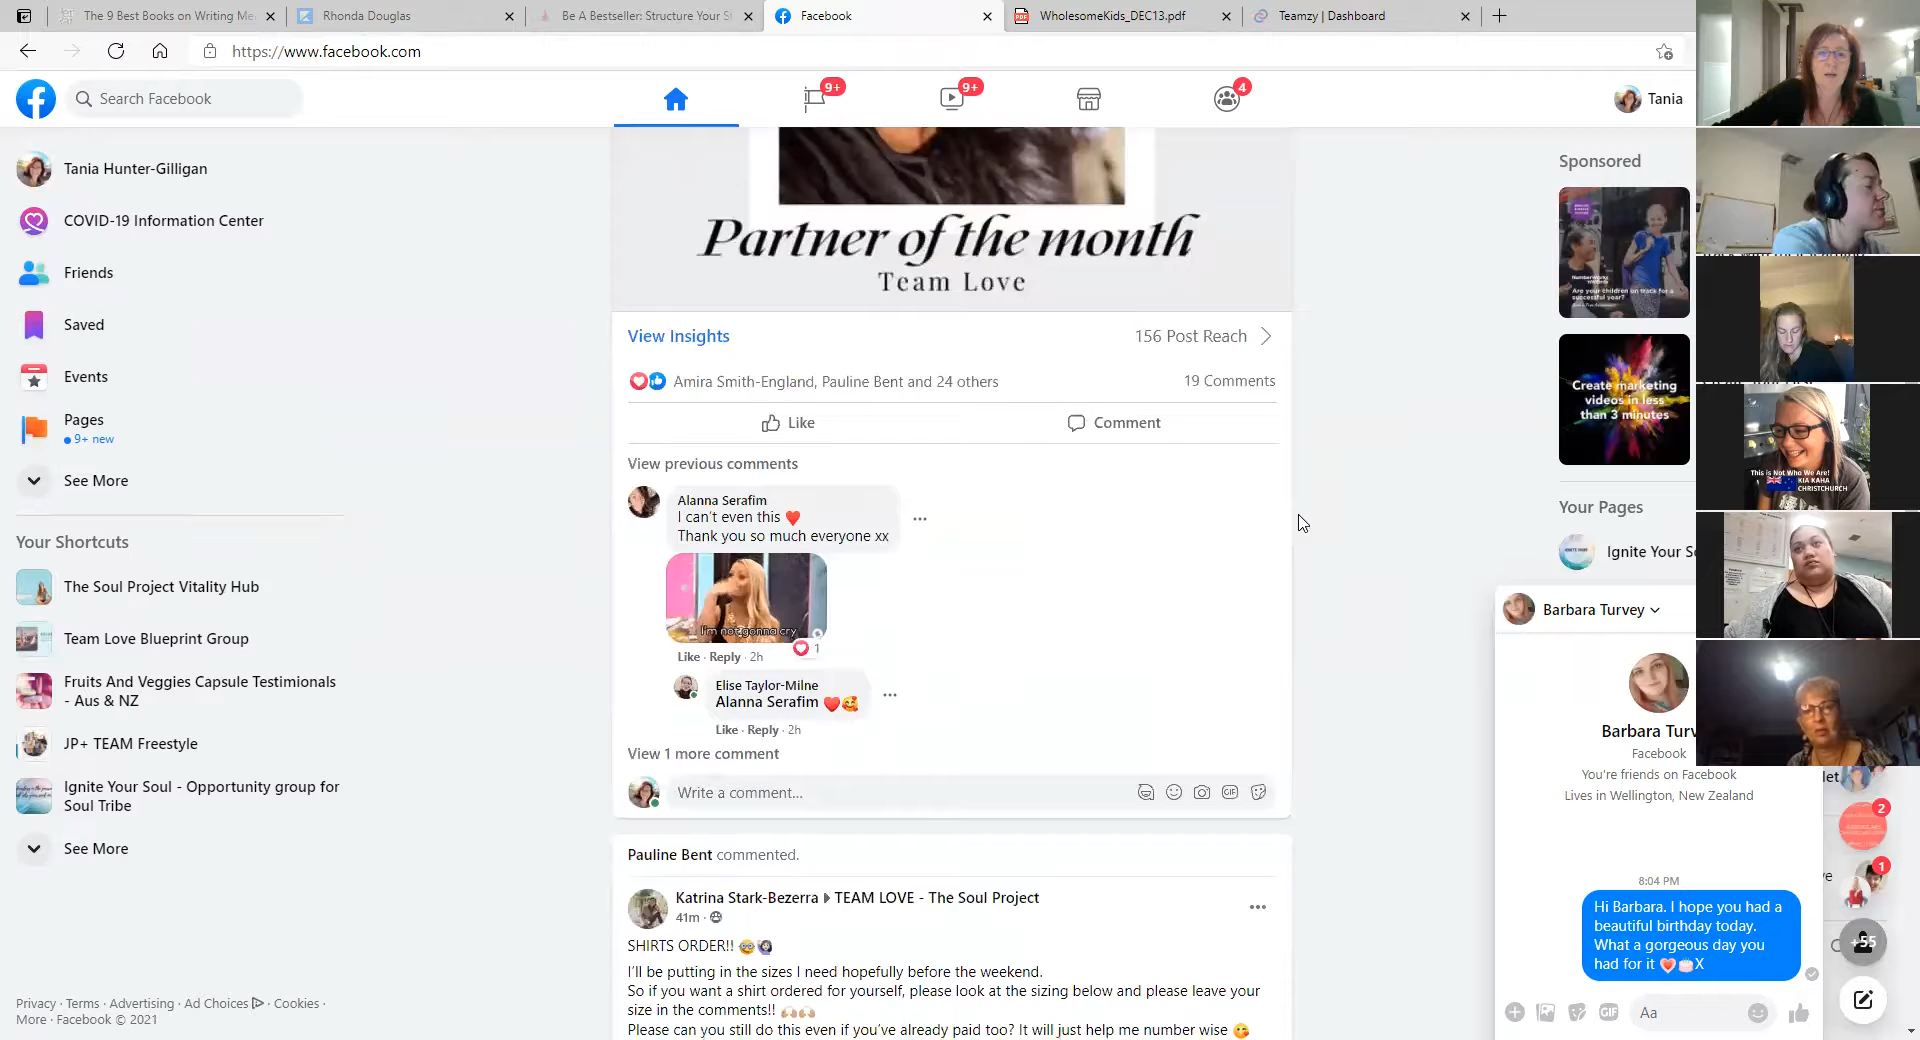 The 9 Best Books on Writing Me
Rhonda Douglas
Be A Bestseller: Structure Your St
Facebook
WholesomeKids_DEC13.pdf
Teamzy | Dashboard
https://www.facebook.com
Search Facebook
9+
9+
4
Tania
Tania Hunter-Gilligan
COVID-19 Information Center
Friends
Saved
Events
Pages
9+ new
See More
Your Shortcuts
The Soul Project Vitality Hub
Team Love Blueprint Group
Fruits And Veggies Capsule Testimonials
- Aus & NZ
JP+ TEAM Freestyle
Ignite Your Soul - Opportunity group for
Soul Tribe
See More
Privacy · Terms · Advertising · Ad Choices · Cookies ·
More · Facebook © 2021
Partner of the month
Team Love
View Insights
156 Post Reach
Amira Smith-England, Pauline Bent and 24 others
19 Comments
Like
Comment
View previous comments
Alanna Serafim
I can't even this ❤️
Thank you so much everyone xx
I'm not gonna cry
1
Like · Reply · 2h
Elise Taylor-Milne
Alanna Serafim ❤️🥰
Like · Reply · 2h
View 1 more comment
Write a comment...
GIF
Pauline Bent commented.
Katrina Stark-Bezerra ▸ TEAM LOVE - The Soul Project
41m ·
SHIRTS ORDER!! 🤓🙋🏻‍♀️
I'll be putting in the sizes I need hopefully before the weekend.
So if you want a shirt ordered for yourself, please look at the sizing below and please leave your
size in the comments!! 🙌🏻🙌🏻
Please can you still do this even if you've already paid too? It will just help me number wise 😋
Sponsored
Are your children on track for a
successful year?
Create marketing
videos in less
than 3 minutes
Your Pages
Ignite Your So
Barbara Turvey
Barbara Turv
Facebook
You're friends on Facebook
Lives in Wellington, New Zealand
8:04 PM
Hi Barbara. I hope you had a
beautiful birthday today.
What a gorgeous day you
had for it 💗🎂X
GIF
Aa
This is Not Who We Are!
KIA KAHA
CHRISTCHURCH
let
2
ve
1
+55